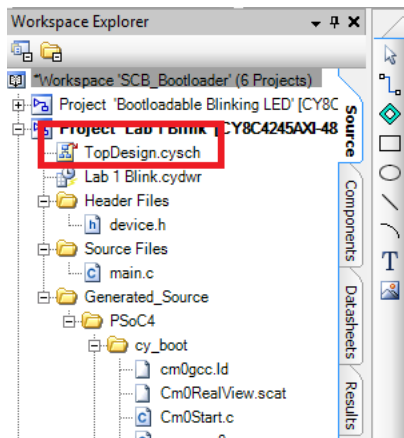 Workspace Explorer
*Workspace 'SCB_Bootloader' (6 Projects)
Project 'Bootloadable Blinking LED' [CY8C
Project 'Lab 1 Blink' [CY8C4245AXI-48
TopDesign.cysch
Lab 1 Blink.cydwr
Header Files
device.h
Source Files
main.c
Generated_Source
PSoC4
cy_boot
cm0gcc.ld
Cm0RealView.scat
Cm0Start.c
Source
Components
Datasheets
Results
T